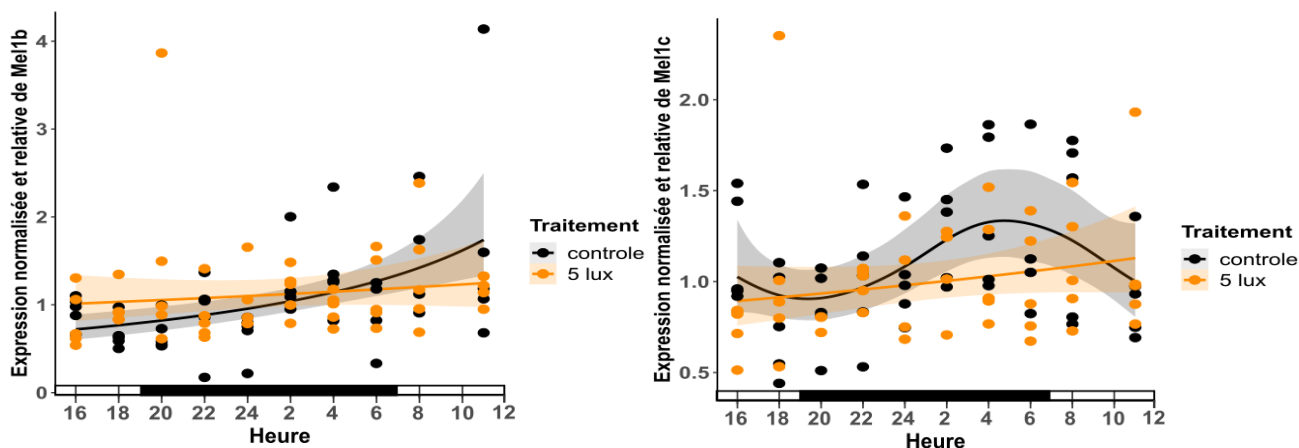 Expression normalisée et relative de Mel1b
4
3
2
1
0
16 18 20 22 24 2 4 6 8 10 12
Heure
Traitement
controle
5 lux
Expression normalisée et relative de Mel1c
2.0
1.5
1.0
0.5
16 18 20 22 24 2 4 6 8 10 12
Heure
Traitement
controle
5 lux